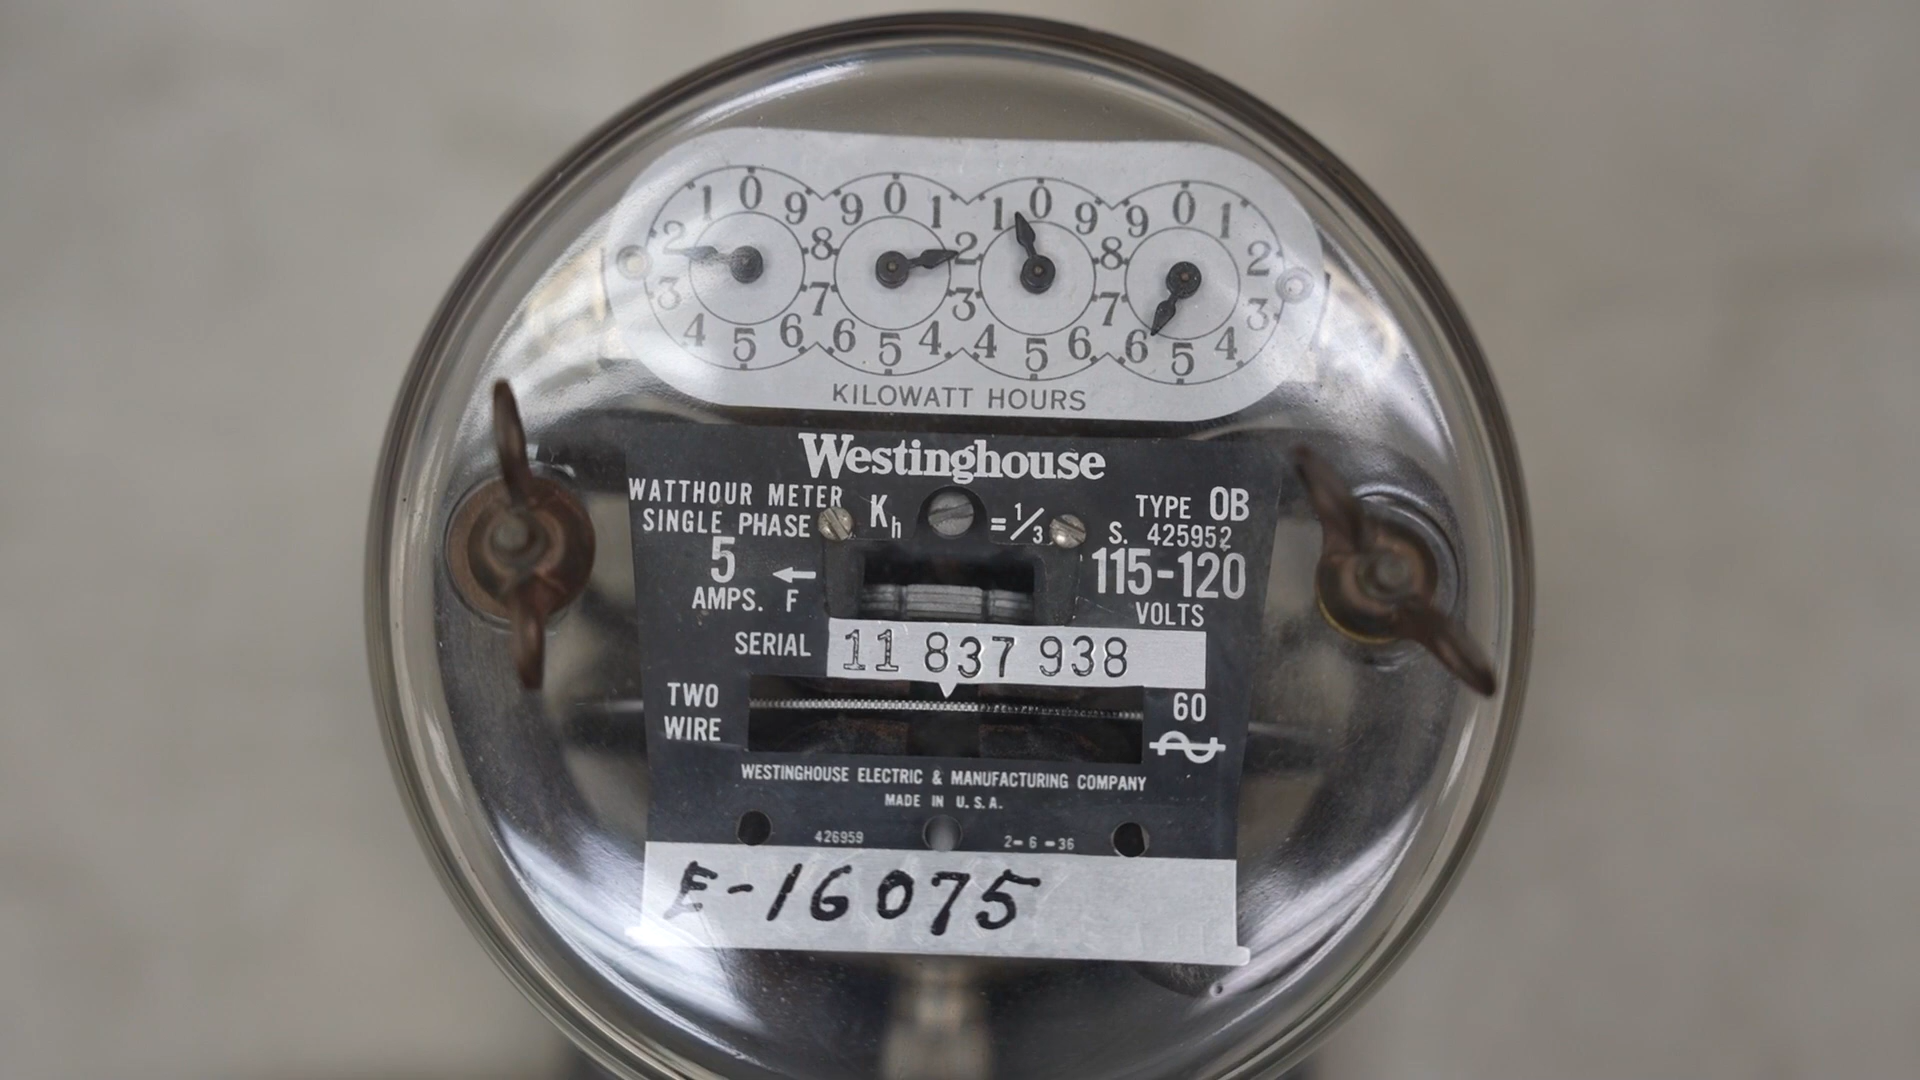 1 0 9 9 0 1 1 0 9 9 0 1
2 8 2 8 2
3 7 3 7 3
4 5 6 6 5 4 4 5 6 6 5 4
KILOWATT HOURS
Westinghouse
WATTHOUR METER Kh =1/3 TYPE OB
SINGLE PHASE S. 425952
5 115-120
AMPS. F VOLTS
SERIAL 11 837 938
TWO 60
WIRE
WESTINGHOUSE ELECTRIC & MANUFACTURING COMPANY
MADE IN U.S.A.
426959 2-6-36
E-16075